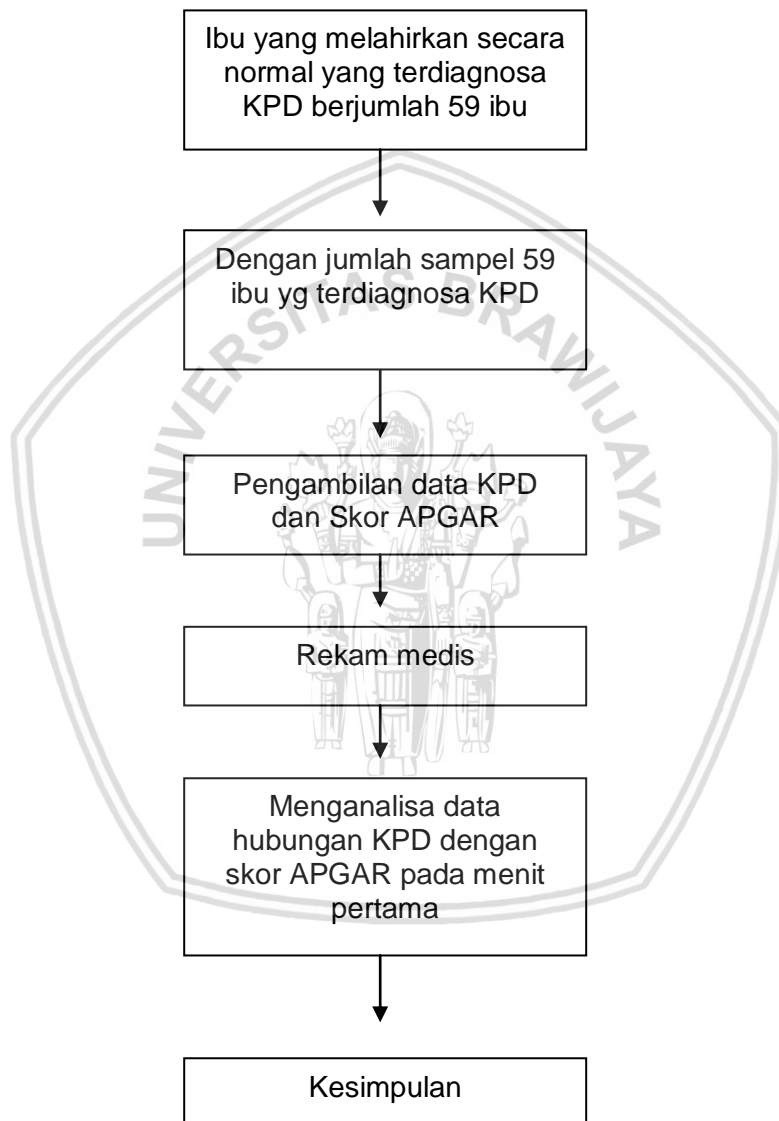 Ibu yang melahirkan secara
normal yang terdiagnosa
KPD berjumlah 59 ibu
UNIVERSITAS BRAWIJAYA
Dengan jumlah sampel 59
ibu yg terdiagnosa KPD
Pengambilan data KPD
dan Skor APGAR
Rekam medis
Menganalisa data
hubungan KPD dengan
skor APGAR pada menit
pertama
Kesimpulan